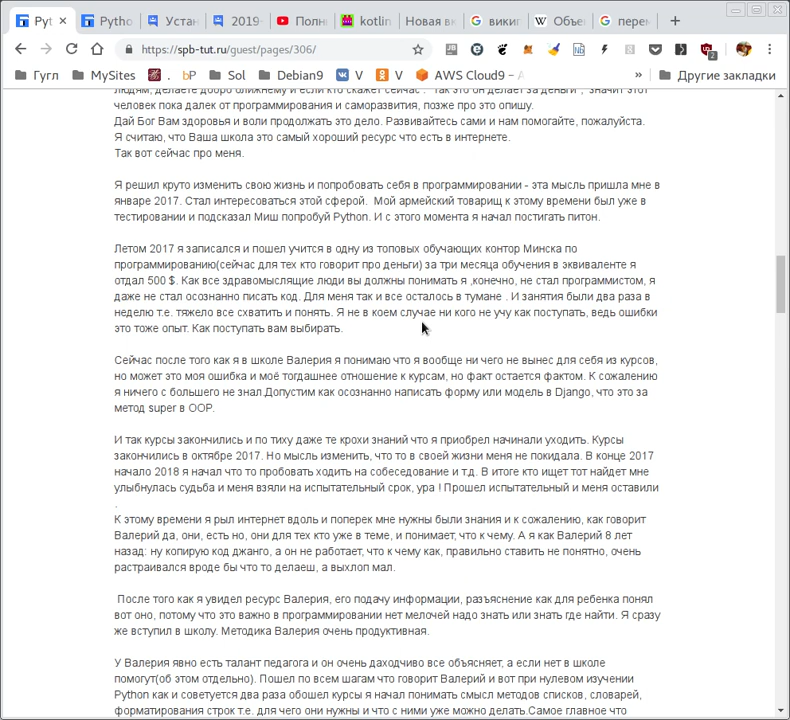 Pyt
Pytho
Устан
2019-
Полн
kotlin
Новая вк
вики
Объе
перем
https://spb-tut.ru/guest/pages/306/
Гугл
MySites
.
bP
Sol
Debian9
V
V
AWS Cloud9 – A
»
Другие закладки
людям, делаете добро ближнему и если кто скажет сейчас : "так это он делает за деньги", значит этот
человек пока далек от программирования и саморазвития, позже про это опишу.
Дай Бог Вам здоровья и воли продолжать это дело. Развивайтесь сами и нам помогайте, пожалуйста.
Я считаю, что Ваша школа это самый хороший ресурс что есть в интернете.
Так вот сейчас про меня.
Я решил круто изменить свою жизнь и попробовать себя в программировании - эта мысль пришла мне в
январе 2017. Стал интересоваться этой сферой.  Мой армейский товарищ к этому времени был уже в
тестировании и подсказал Миш попробуй Python. И с этого момента я начал постигать питон.
Летом 2017 я записался и пошел учится в одну из топовых обучающих контор Минска по
программированию(сейчас для тех кто говорит про деньги) за три месяца обучения в эквиваленте я
отдал 500 $. Как все здравомыслящие люди вы должны понимать я ,конечно, не стал программистом, я
даже не стал осознанно писать код. Для меня так и все осталось в тумане . И занятия были два раза в
неделю т.е. тяжело все схватить и понять. Я не в коем случае ни кого не учу как поступать, ведь ошибки
это тоже опыт. Как поступать вам выбирать.
Сейчас после того как я в школе Валерия я понимаю что я вообще ни чего не вынес для себя из курсов,
но может это моя ошибка и моё тогдашнее отношение к курсам, но факт остается фактом. К сожалению
я ничего с большего не знал.Допустим как осознанно написать форму или модель в Django, что это за
метод super в OOP.
И так курсы закончились и по тиху даже те крохи знаний что я приобрел начинали уходить. Курсы
закончились в октябре 2017. Но мысль изменить, что то в своей жизни меня не покидала. В конце 2017
начало 2018 я начал что то пробовать ходить на собеседование и т.д. В итоге кто ищет тот найдет мне
улыбнулась судьба и меня взяли на испытательный срок, ура ! Прошел испытательный и меня оставили
.
К этому времени я рыл интернет вдоль и поперек мне нужны были знания и к сожалению, как говорит
Валерий да, они, есть но, они для тех кто уже в теме, и понимает, что к чему. А я как Валерий 8 лет
назад: ну копирую код джанго, а он не работает, что к чему как, правильно ставить не понятно, очень
растраивался вроде бы что то делаеш, а выхлоп мал.
После того как я увидел ресурс Валерия, его подачу информации, разъяснение как для ребенка понял
вот оно, потому что это важно в программировании нет мелочей надо знать или знать где найти. Я сразу
же вступил в школу. Методика Валерия очень продуктивная.
У Валерия явно есть талант педагога и он очень даходчиво все объясняет, а если нет в школе
помогут(об этом отдельно). Пошел по всем шагам что говорит Валерий и вот при нулевом изучении
Python как и советуется два раза обошел курсы я начал понимать смысл методов списков, словарей,
форматирования строк т.е. для чего они нужны и что с ними уже можно делать.Самое главное что